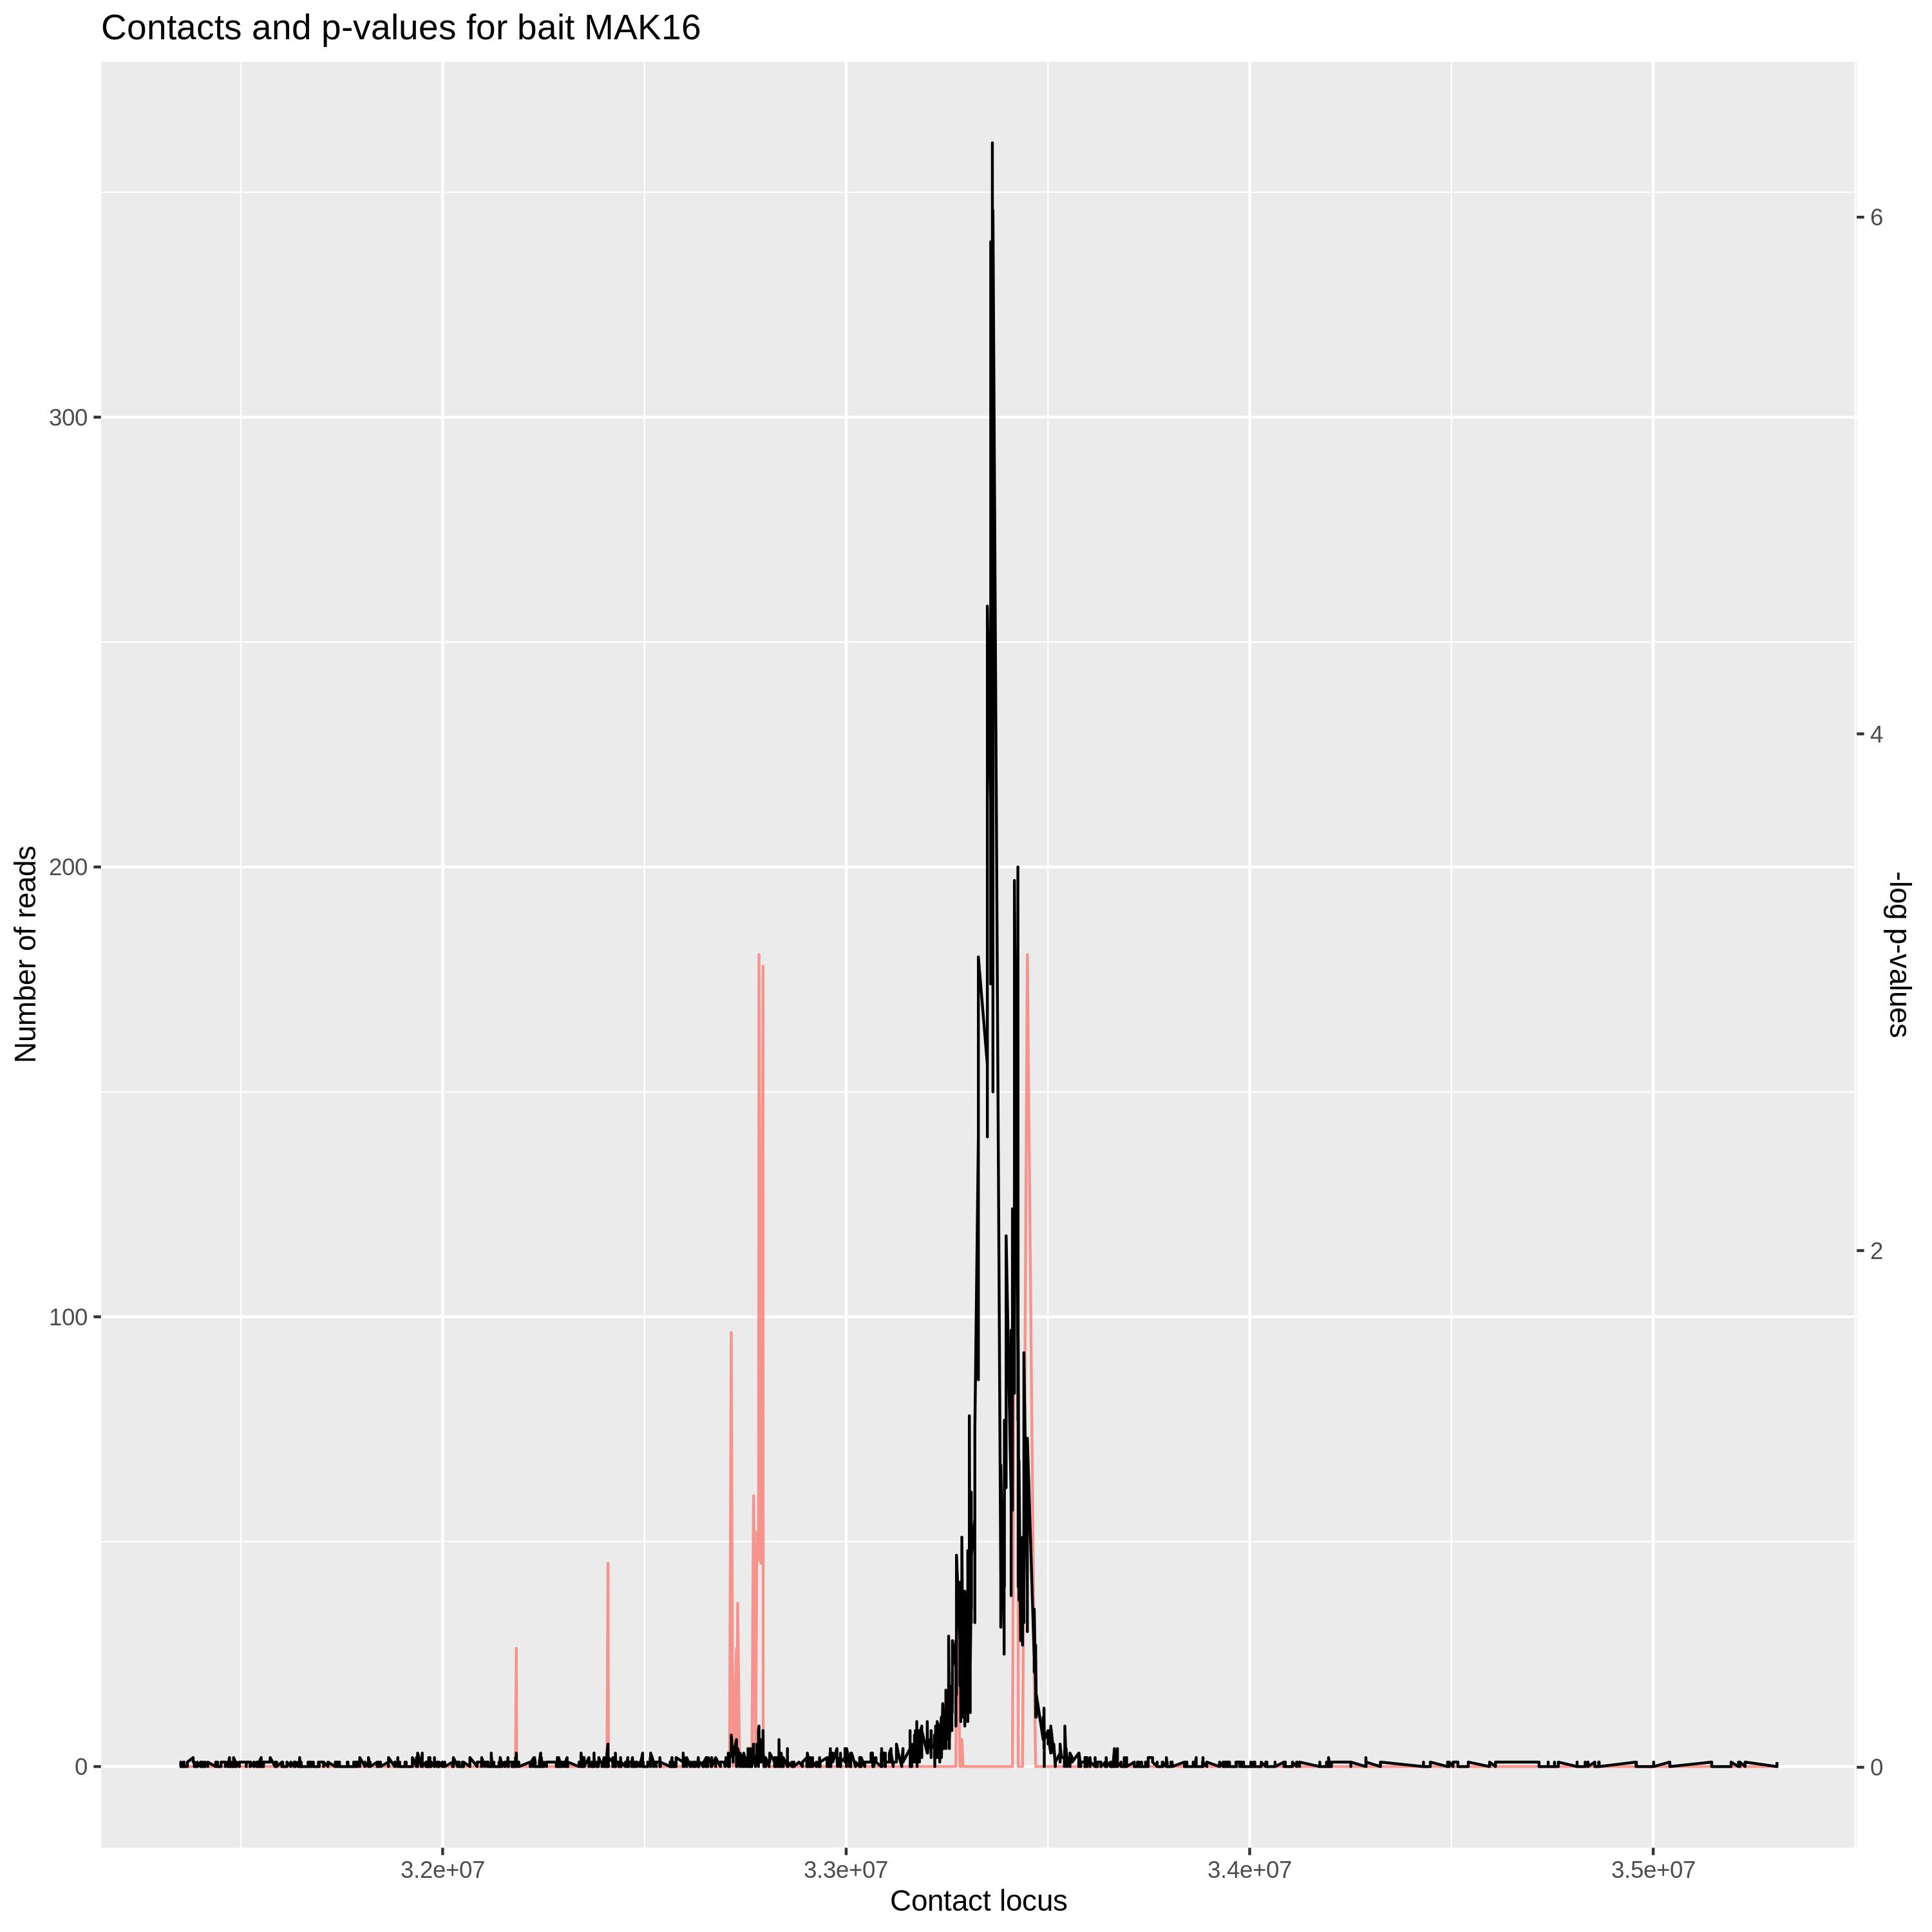 Contacts and p-values for bait MAK16
Number of reads
300
200
100
0
6
4
2
0
-log p-values
3.2e+07
3.3e+07
3.4e+07
3.5e+07
Contact locus